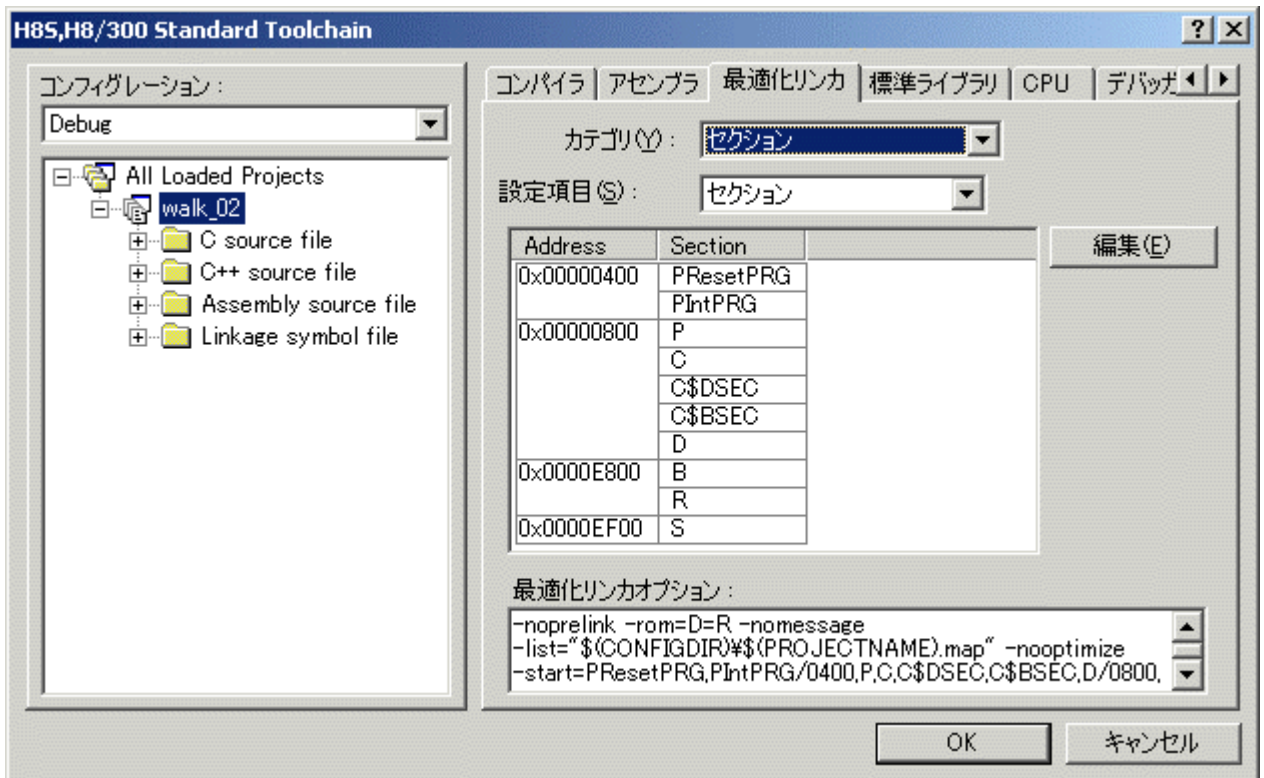 H8S,H8/300 Standard Toolchain
コンフィグレーション :
Debug
All Loaded Projects
walk_02
C source file
C++ source file
Assembly source file
Linkage symbol file
コンパイラ アセンブラ 最適化リンカ 標準ライブラリ CPU デバッガ
カテゴリ(Y) : セクション
設定項目(S) : セクション
Address Section
0x00000400 PResetPRG
PIntPRG
0x00000800 P
C
C$DSEC
C$BSEC
D
0x0000E800 B
R
0x0000EF00 S
編集(E)
最適化リンカオプション :
-noprelink -rom=D=R -nomessage
-list="$(CONFIGDIR)¥$(PROJECTNAME).map" -nooptimize
-start=PResetPRG,PIntPRG/0400,P,C,C$DSEC,C$BSEC,D/0800,
OK キャンセル